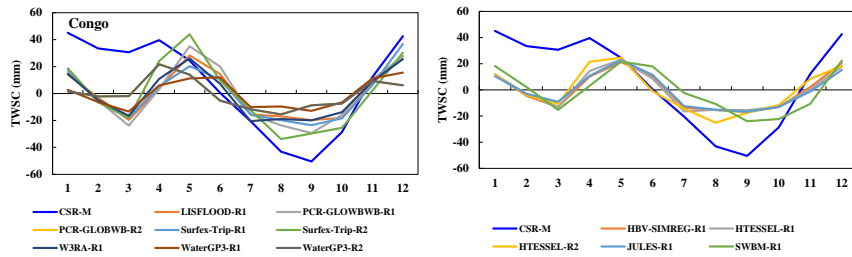 Congo
TWSC (mm)
60
40
20
0
-20
-40
-60
1 2 3 4 5 6 7 8 9 10 11 12
CSR-M LISFLOOD-R1 PCR-GLOWBWB-R1
PCR-GLOBWB-R2 Surfex-Trip-R1 Surfex-Trip-R2
W3RA-R1 WaterGP3-R1 WaterGP3-R2
TWSC (mm)
60
40
20
0
-20
-40
-60
1 2 3 4 5 6 7 8 9 10 11 12
CSR-M HBV-SIMREG-R1 HTESSEL-R1
HTESSEL-R2 JULES-R1 SWBM-R1